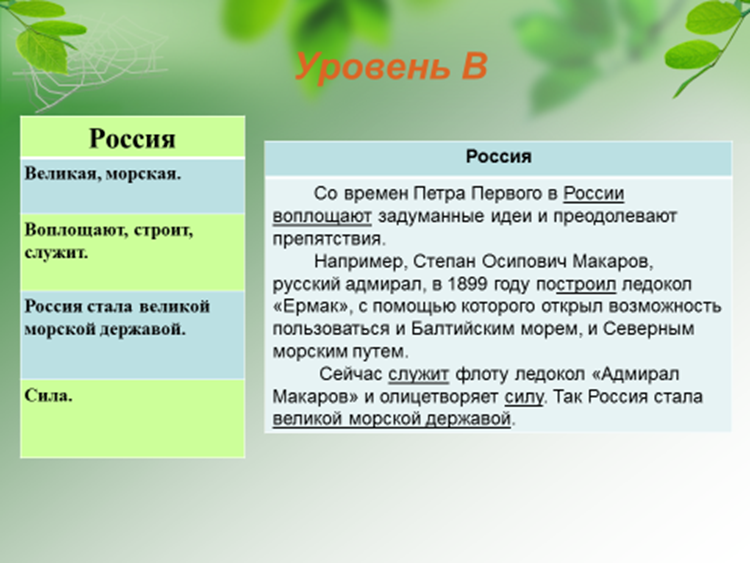 Уровень В
Россия
Великая, морская.
Воплощают, строит,
служит.
Россия стала великой
морской державой.
Сила.
Россия
Со времен Петра Первого в России
воплощают задуманные идеи и преодолевают
препятствия.
Например, Степан Осипович Макаров,
русский адмирал, в 1899 году построил ледокол
«Ермак», с помощью которого открыл возможность
пользоваться и Балтийским морем, и Северным
морским путем.
Сейчас служит флоту ледокол «Адмирал
Макаров» и олицетворяет силу. Так Россия стала
великой морской державой.